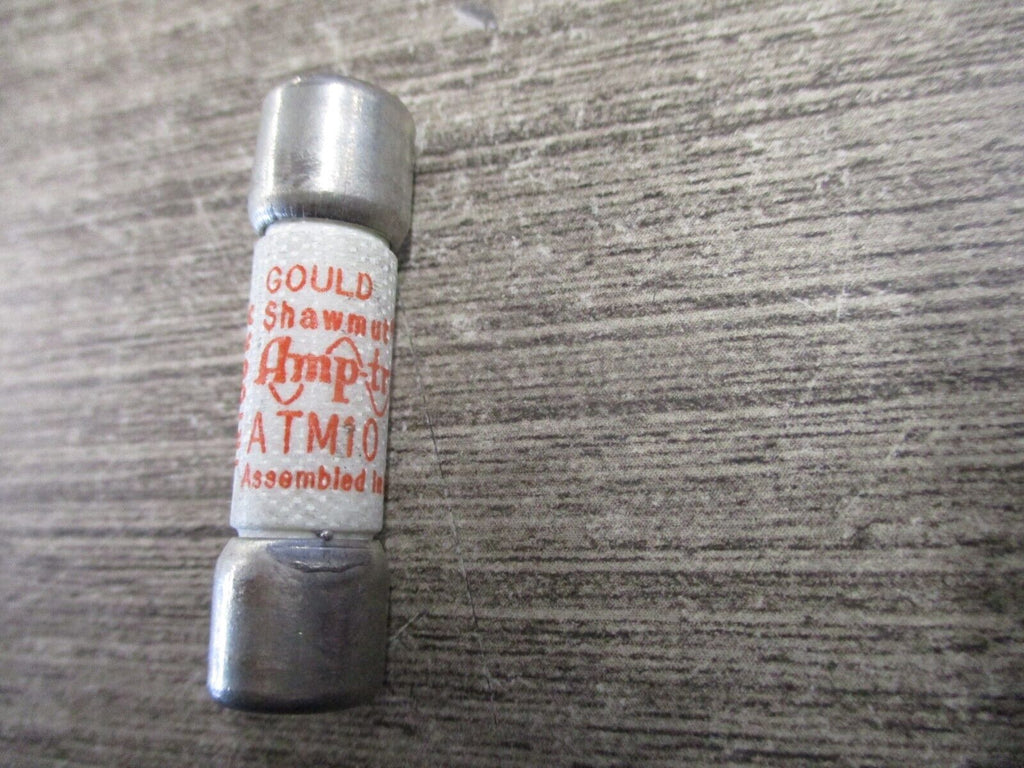 GOULD
Shawmut
Amp-tr
ATM10
Assembled in